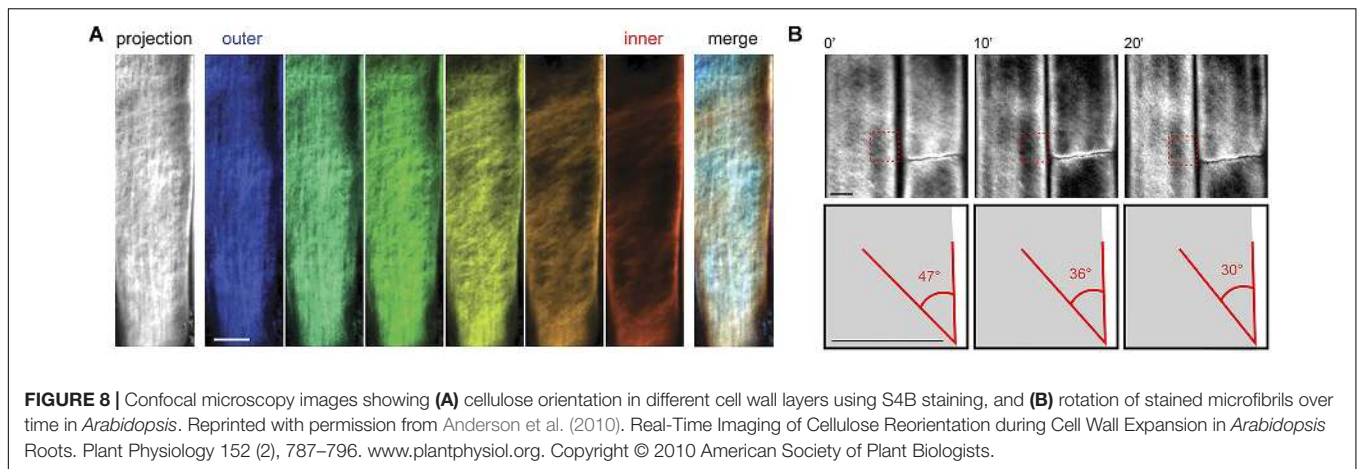 A projection outer inner merge B 0' 10' 20'
47° 36° 30°
FIGURE 8 | Confocal microscopy images showing (A) cellulose orientation in different cell wall layers using S4B staining, and (B) rotation of stained microfibrils over
time in Arabidopsis. Reprinted with permission from Anderson et al. (2010). Real-Time Imaging of Cellulose Reorientation during Cell Wall Expansion in Arabidopsis
Roots. Plant Physiology 152 (2), 787–796. www.plantphysiol.org. Copyright © 2010 American Society of Plant Biologists.